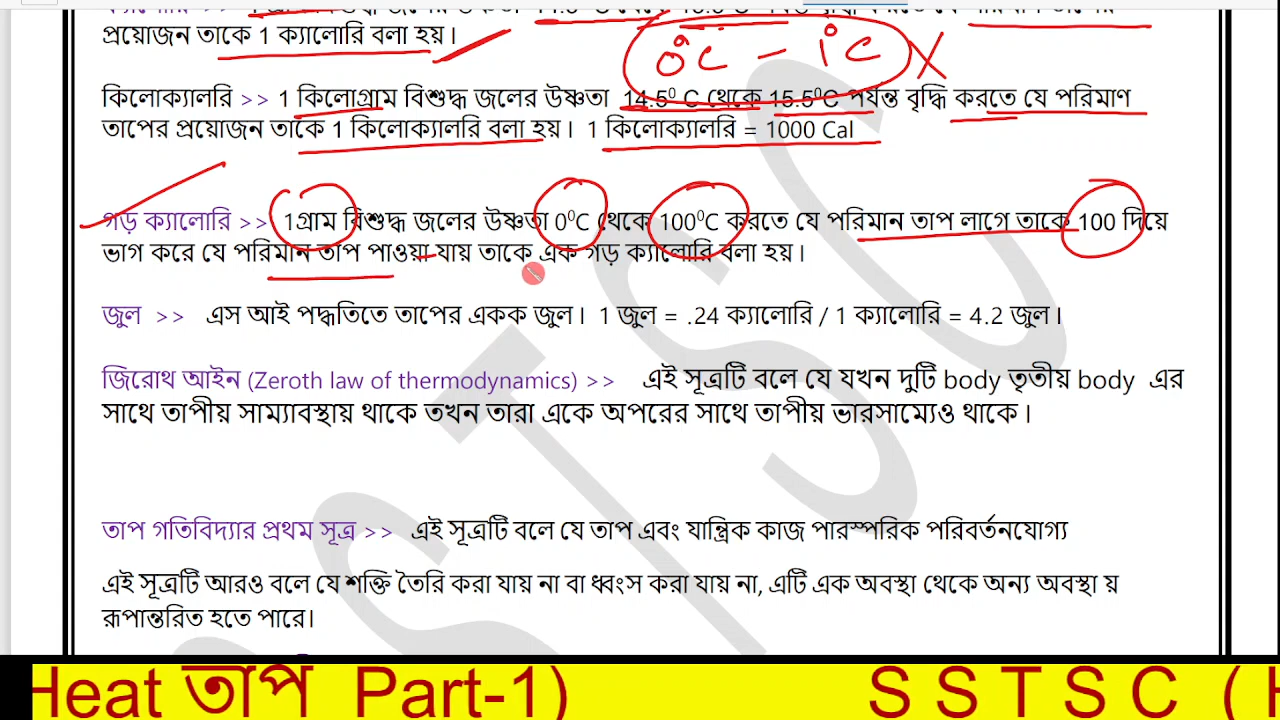 ক্যালোরি >> 1
প্রয়োজন তাকে 1 ক্যালোরি বলা হয়।
0°C – 1°C X
কিলোক্যালরি >> 1 কিলোগ্রাম বিশুদ্ধ জলের উষ্ণতা 14.5⁰ C থেকে 15.5⁰C পর্যন্ত বৃদ্ধি করতে যে পরিমাণ
তাপের প্রয়োজন তাকে 1 কিলোক্যালরি বলা হয়। 1 কিলোক্যালরি = 1000 Cal
গড় ক্যালোরি >> 1গ্রাম বিশুদ্ধ জলের উষ্ণতা 0⁰C থেকে 100⁰C করতে যে পরিমান তাপ লাগে তাকে 100 দিয়ে
ভাগ করে যে পরিমান তাপ পাওয়া যায় তাকে এক গড় ক্যালোরি বলা হয়।
জুল >> এস আই পদ্ধতিতে তাপের একক জুল। 1 জুল = .24 ক্যালোরি / 1 ক্যালোরি = 4.2 জুল।
জিরোথ আইন (Zeroth law of thermodynamics) >> এই সূত্রটি বলে যে যখন দুটি body তৃতীয় body এর
সাথে তাপীয় সাম্যাবস্থায় থাকে তখন তারা একে অপরের সাথে তাপীয় ভারসাম্যেও থাকে।
তাপ গতিবিদ্যার প্রথম সূত্র >> এই সূত্রটি বলে যে তাপ এবং যান্ত্রিক কাজ পারস্পরিক পরিবর্তনযোগ্য
এই সূত্রটি আরও বলে যে শক্তি তৈরি করা যায় না বা ধ্বংস করা যায় না, এটি এক অবস্থা থেকে অন্য অবস্থা য়
রূপান্তরিত হতে পারে।
Heat তাপ Part-1) S S T S C ( H